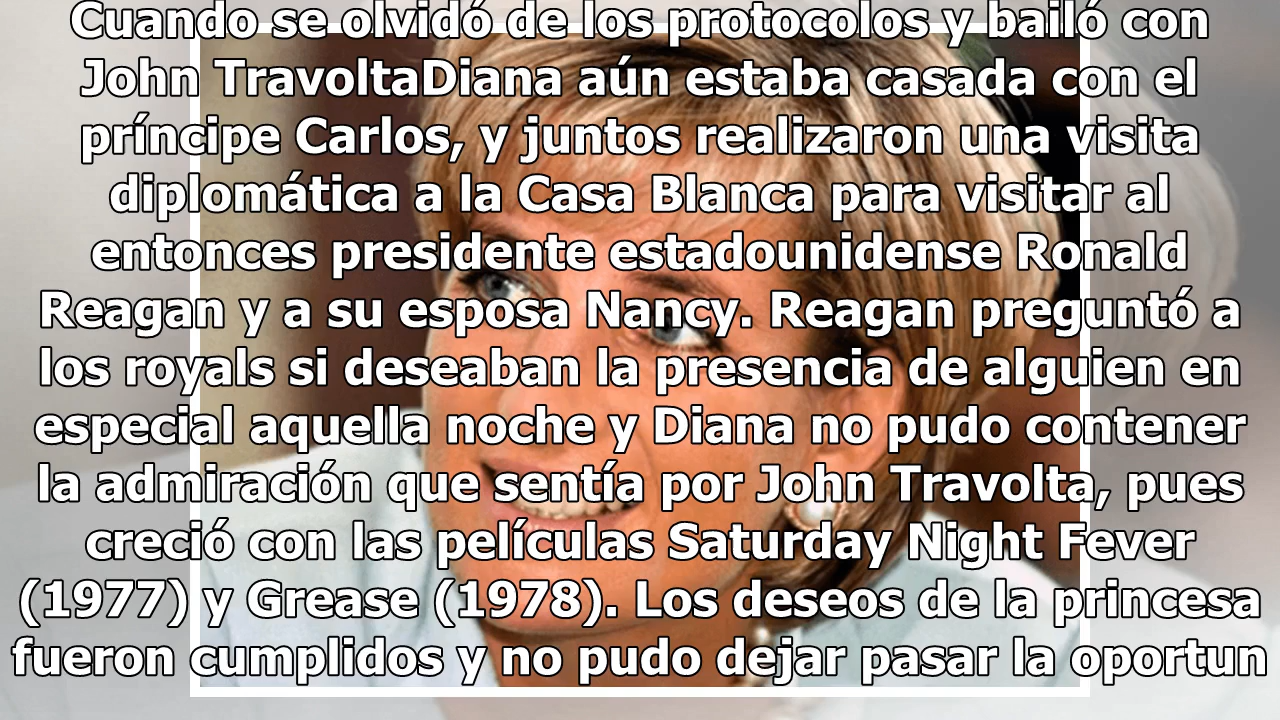 Cuando se olvidó de los protocolos y bailó con
John TravoltaDiana aún estaba casada con el
príncipe Carlos, y juntos realizaron una visita
diplomática a la Casa Blanca para visitar al
entonces presidente estadounidense Ronald
Reagan y a su esposa Nancy. Reagan preguntó a
los royals si deseaban la presencia de alguien en
especial aquella noche y Diana no pudo contener
la admiración que sentía por John Travolta, pues
creció con las películas Saturday Night Fever
(1977) y Grease (1978). Los deseos de la princesa
fueron cumplidos y no pudo dejar pasar la oportun